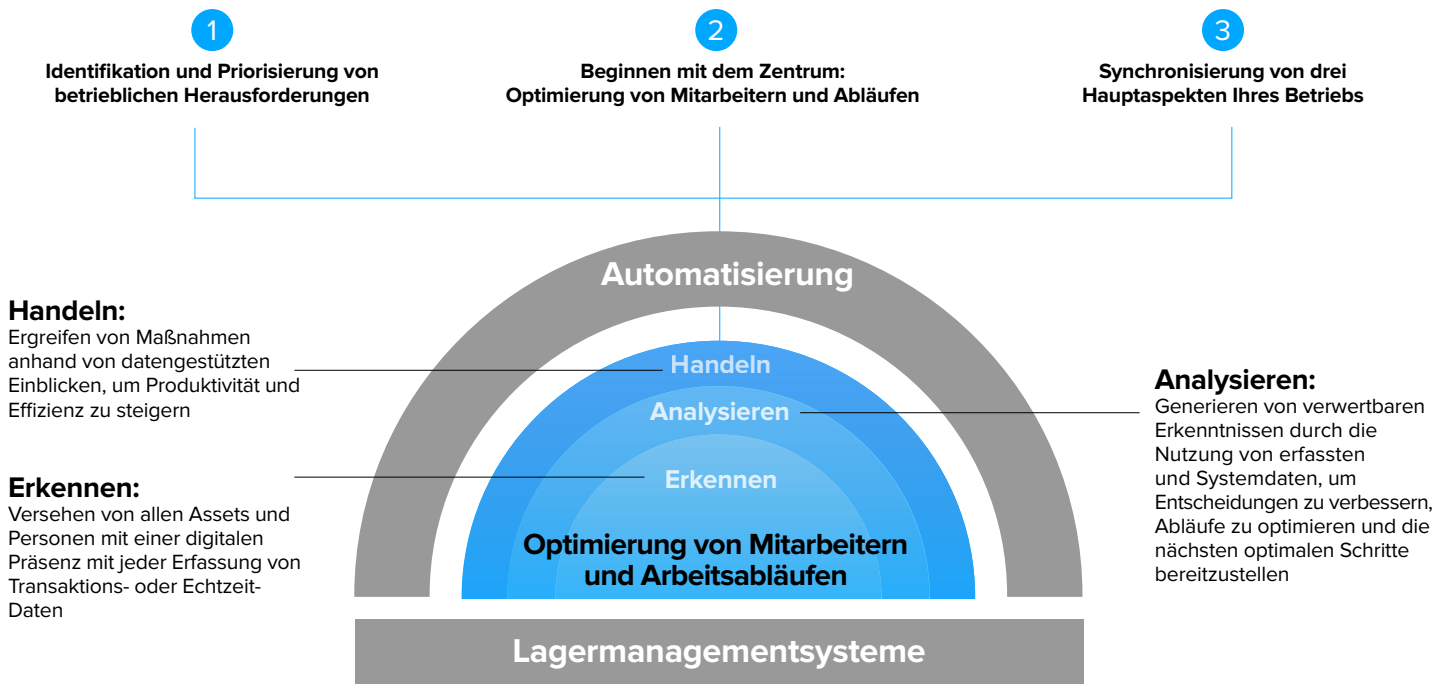 1
Identifikation und Priorisierung von
betrieblichen Herausforderungen
2
Beginnen mit dem Zentrum:
Optimierung von Mitarbeitern und Abläufen
3
Synchronisierung von drei
Hauptaspekten Ihres Betriebs
Automatisierung
Handeln
Analysieren
Erkennen
Optimierung von Mitarbeitern
und Arbeitsabläufen
Lagermanagementsysteme
Handeln:
Ergreifen von Maßnahmen
anhand von datengestützten
Einblicken, um Produktivität und
Effizienz zu steigern
Erkennen:
Versehen von allen Assets und
Personen mit einer digitalen
Präsenz mit jeder Erfassung von
Transaktions- oder Echtzeit-
Daten
Analysieren:
Generieren von verwertbaren
Erkenntnissen durch die
Nutzung von erfassten
und Systemdaten, um
Entscheidungen zu verbessern,
Abläufe zu optimieren und die
nächsten optimalen Schritte
bereitzustellen